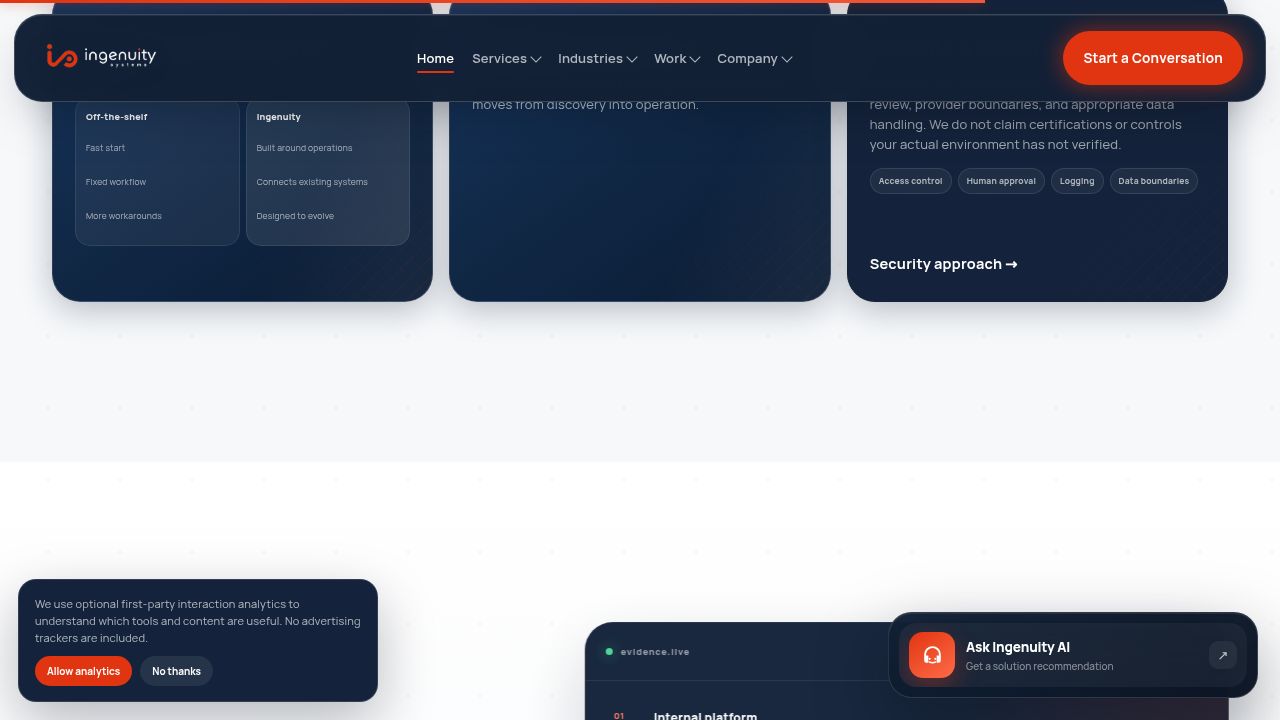 ingenuity
systems
Home
Services
Industries
Work
Company
Start a Conversation
Off-the-shelf
Fast start
Fixed workflow
More workarounds
Ingenuity
Built around operations
Connects existing systems
Designed to evolve
moves from discovery into operation.
review, provider boundaries, and appropriate data
handling. We do not claim certifications or controls
your actual environment has not verified.
Access control
Human approval
Logging
Data boundaries
Security approach →
We use optional first-party interaction analytics to
understand which tools and content are useful. No advertising
trackers are included.
Allow analytics
No thanks
evidence.live
01
Internal platform
Ask Ingenuity AI
Get a solution recommendation
↗